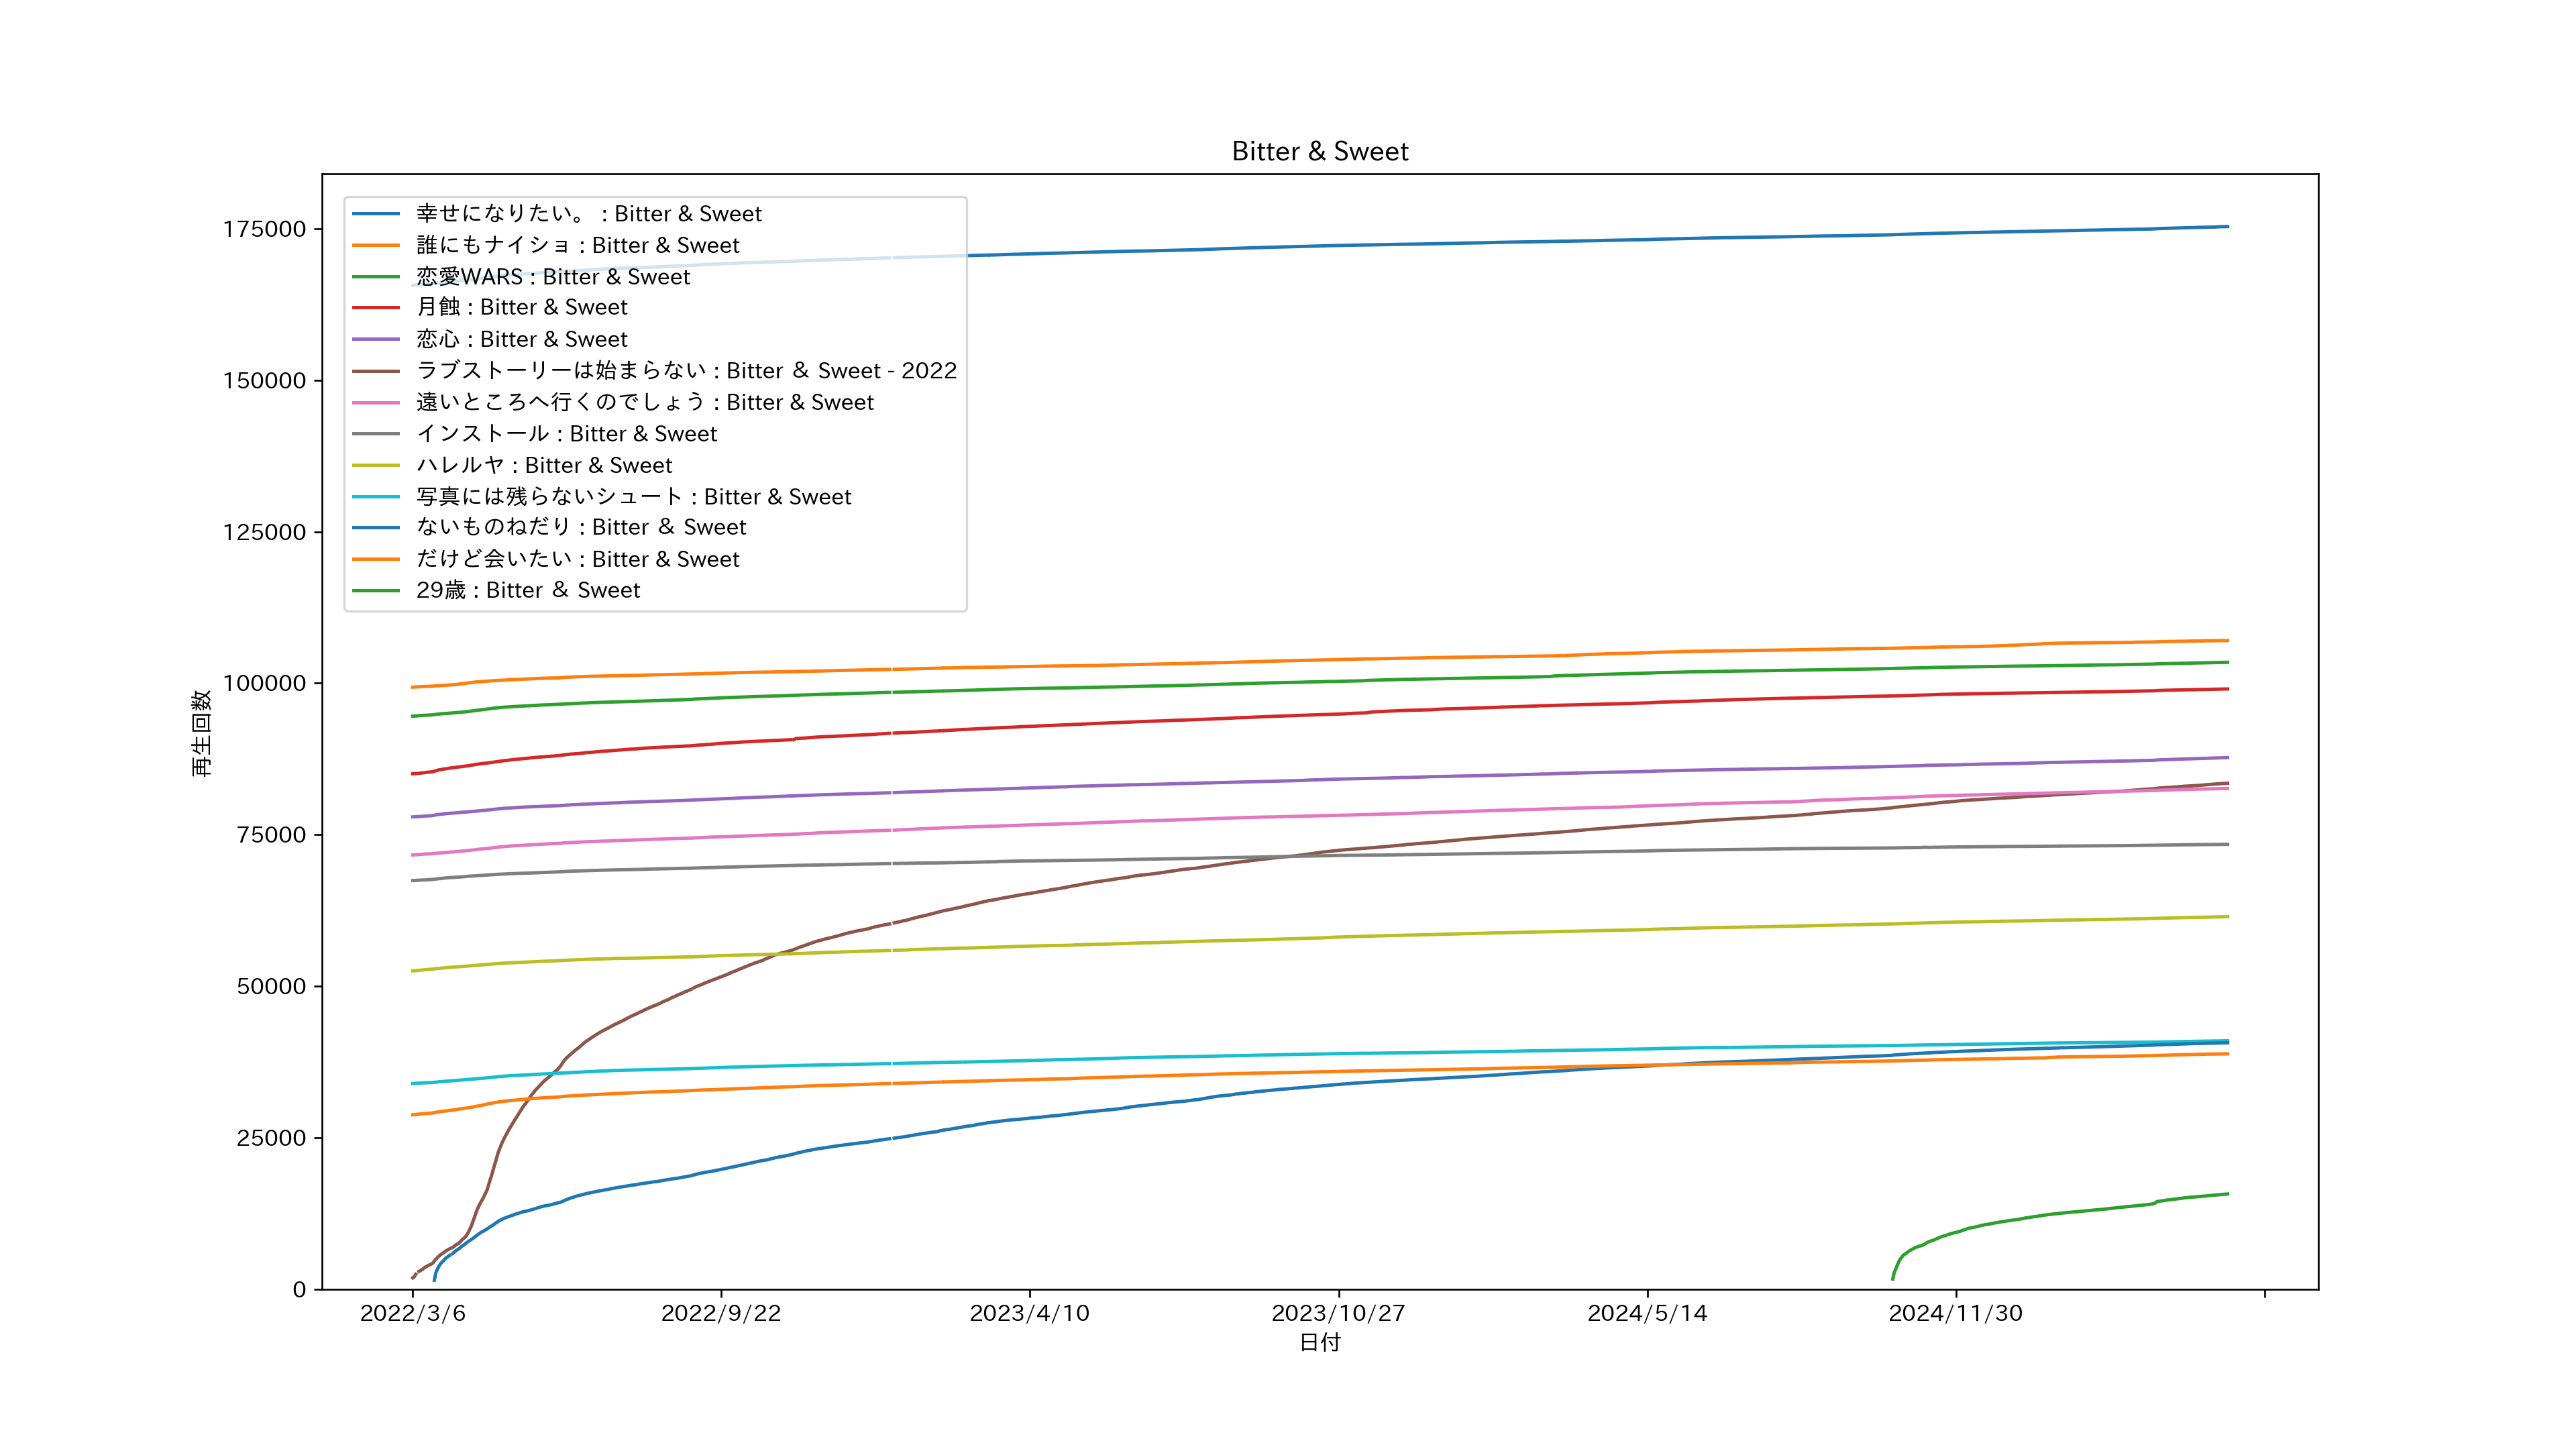 Bitter & Sweet
175000
150000
125000
100000
75000
50000
25000
0
再生回数
幸せになりたい。 : Bitter & Sweet
誰にもナイショ : Bitter & Sweet
恋愛WARS : Bitter & Sweet
月蝕 : Bitter & Sweet
恋心 : Bitter & Sweet
ラブストーリーは始まらない : Bitter ＆ Sweet - 2022
遠いところへ行くのでしょう : Bitter & Sweet
インストール : Bitter & Sweet
ハレルヤ : Bitter & Sweet
写真には残らないシュート : Bitter & Sweet
ないものねだり : Bitter ＆ Sweet
だけど会いたい : Bitter & Sweet
29歳 : Bitter ＆ Sweet
2022/3/6 2022/9/22 2023/4/10 2023/10/27 2024/5/14 2024/11/30
日付